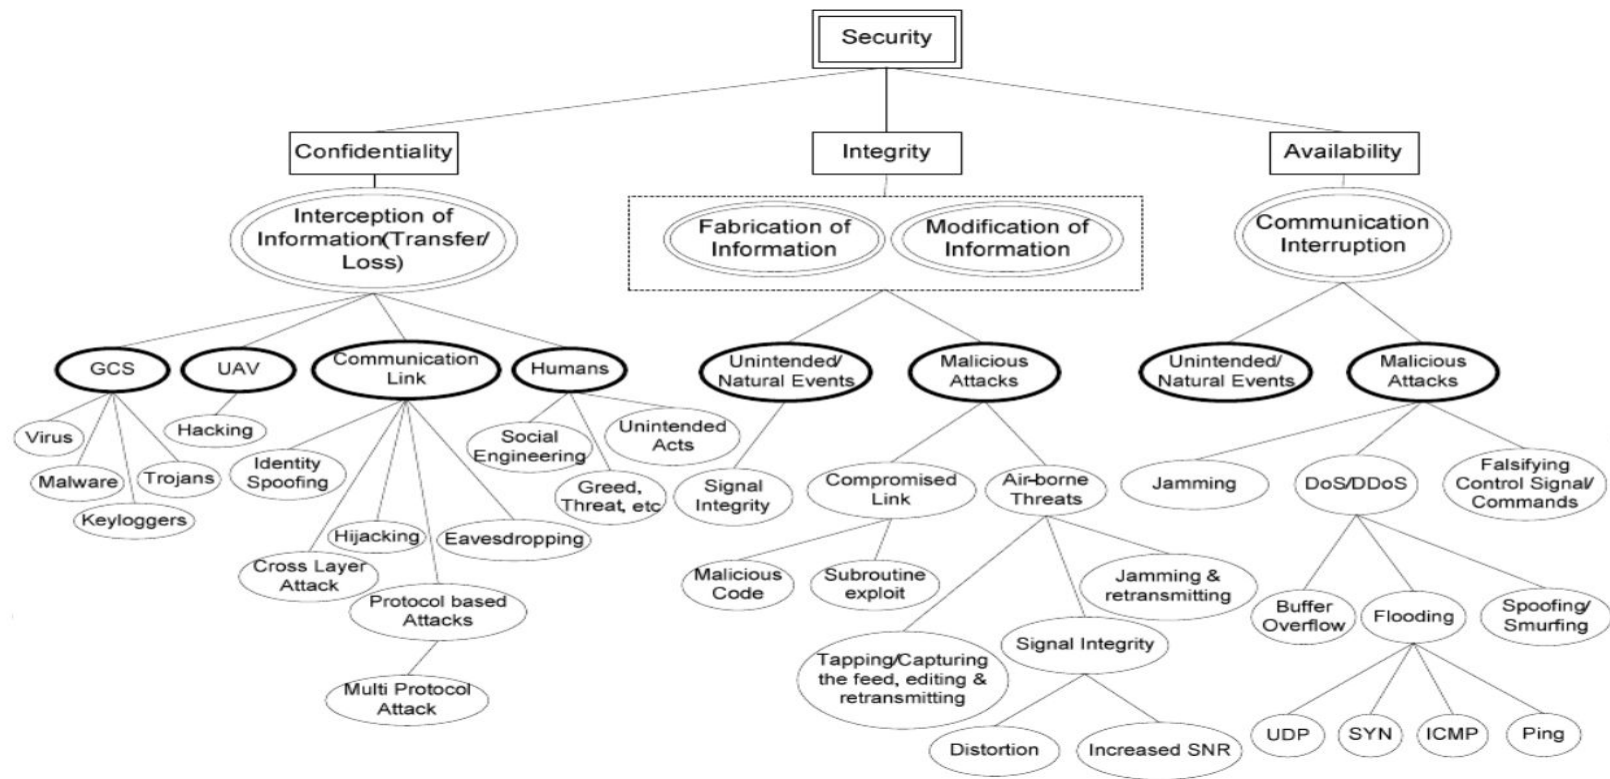 Security
Confidentiality
Integrity
Availability
Interception of
Information(Transfer/
Loss)
Fabrication of
Information
Modification of
Information
Communication
Interruption
GCS
UAV
Communication
Link
Humans
Unintended/
Natural Events
Malicious
Attacks
Unintended/
Natural Events
Malicious
Attacks
Virus
Malware
Keyloggers
Trojans
Hacking
Identity
Spoofing
Cross Layer
Attack
Hijacking
Protocol based
Attacks
Multi Protocol
Attack
Eavesdropping
Social
Engineering
Greed,
Threat, etc
Unintended
Acts
Signal
Integrity
Compromised
Link
Air-borne
Threats
Malicious
Code
Subroutine
exploit
Tapping/Capturing
the feed, editing &
retransmitting
Signal Integrity
Jamming &
retransmitting
Distortion
Increased SNR
Jamming
DoS/DDoS
Falsifying
Control Signal/
Commands
Buffer
Overflow
Flooding
Spoofing/
Smurfing
UDP
SYN
ICMP
Ping